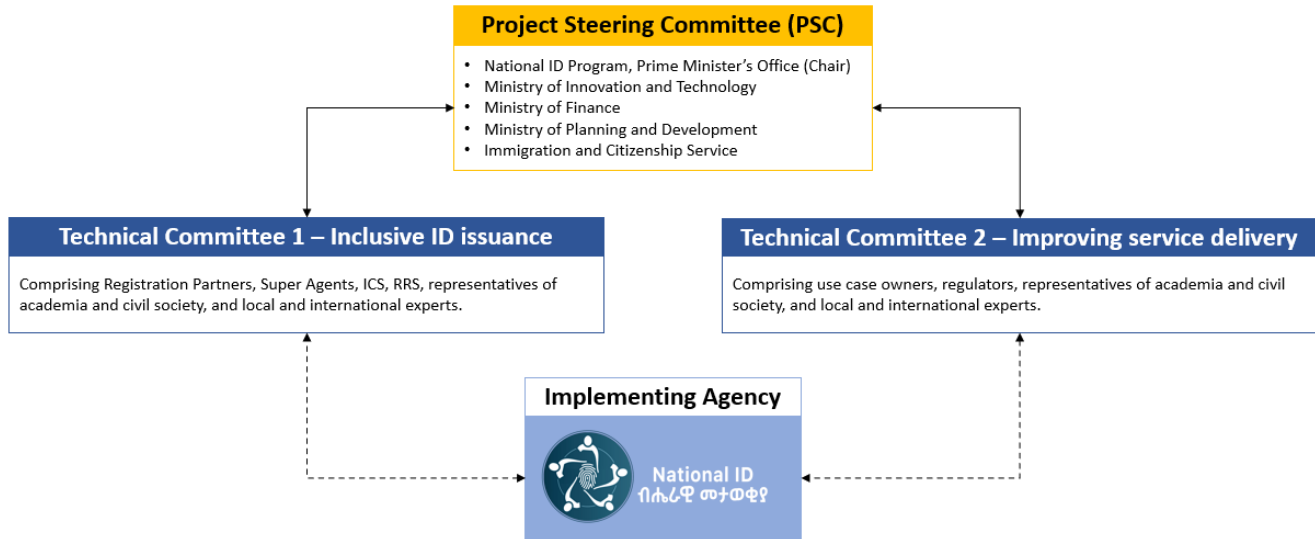 Project Steering Committee (PSC)
• National ID Program, Prime Minister's Office (Chair)
• Ministry of Innovation and Technology
• Ministry of Finance
• Ministry of Planning and Development
• Immigration and Citizenship Service
Technical Committee 1 – Inclusive ID issuance
Comprising Registration Partners, Super Agents, ICS, RRS, representatives of
academia and civil society, and local and international experts.
Technical Committee 2 – Improving service delivery
Comprising use case owners, regulators, representatives of academia and civil
society, and local and international experts.
Implementing Agency
National ID
ብሔራዊ መታወቂያ